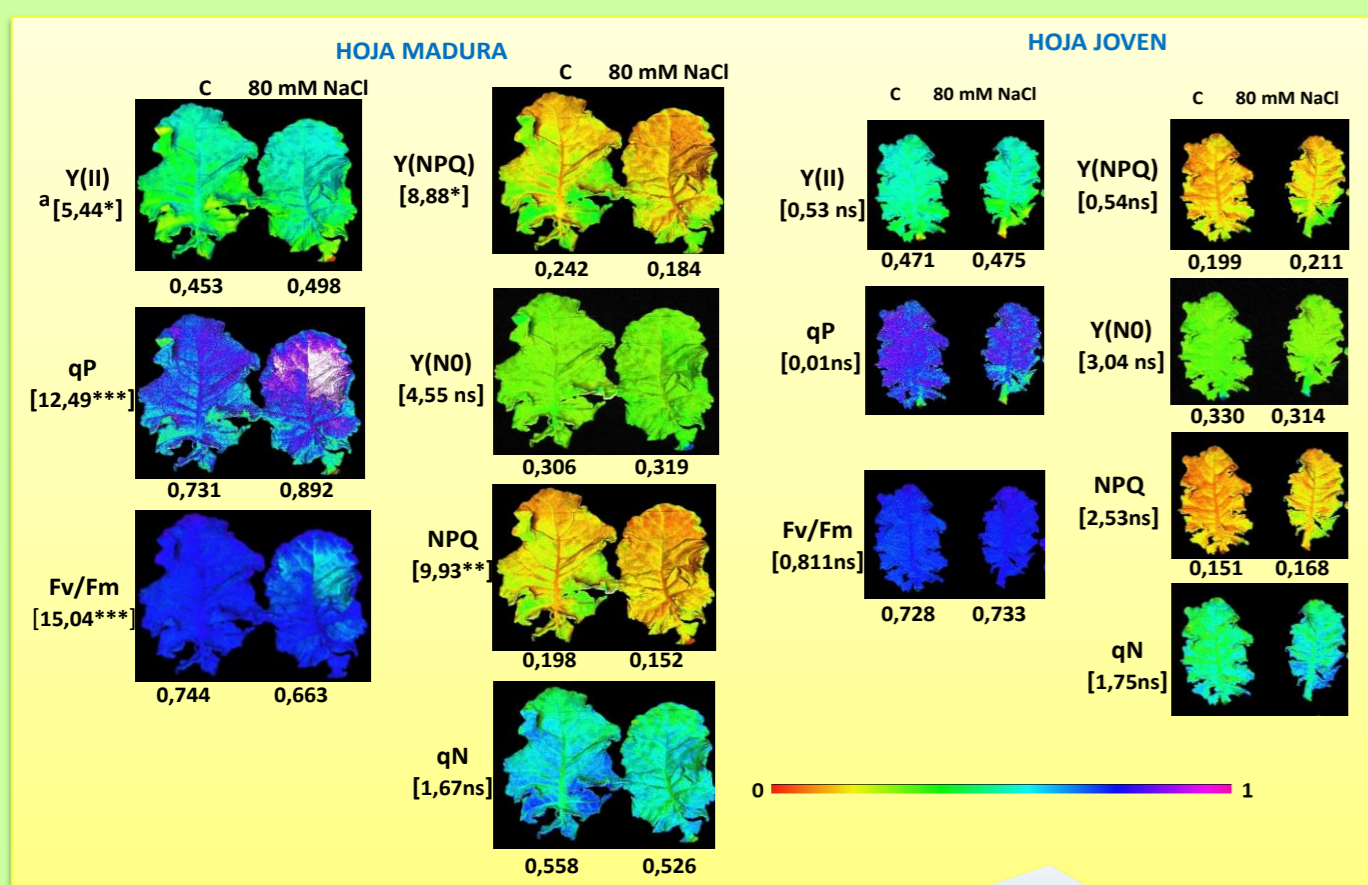 HOJA MADURA
C 80 mM NaCl
Y(II)
a[5,44*]
0,453 0,498
qP
[12,49***]
0,731 0,892
Fv/Fm
[15,04***]
0,744 0,663
C 80 mM NaCl
Y(NPQ)
[8,88*]
0,242 0,184
Y(N0)
[4,55 ns]
0,306 0,319
NPQ
[9,93**]
0,198 0,152
qN
[1,67ns]
0,558 0,526
HOJA JOVEN
C 80 mM NaCl
Y(II)
[0,53 ns]
0,471 0,475
qP
[0,01ns]
Fv/Fm
[0,811ns]
0,728 0,733
C 80 mM NaCl
Y(NPQ)
[0,54ns]
0,199 0,211
Y(N0)
[3,04 ns]
0,330 0,314
NPQ
[2,53ns]
0,151 0,168
qN
[1,75ns]
0 1